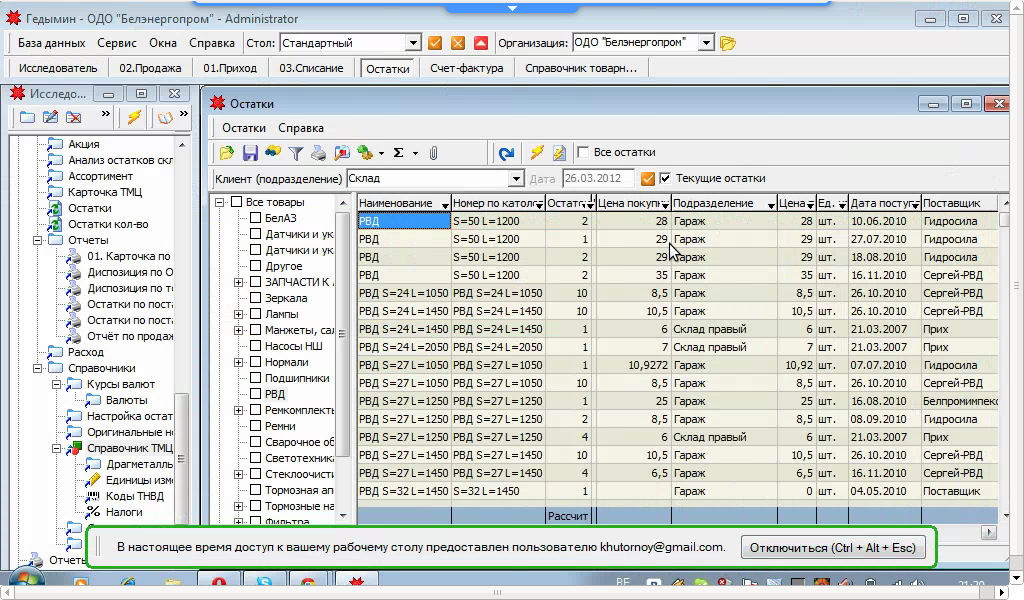 Гедымин - ОДО "Белэнергопром" - Administrator
База данных Сервис Окна Справка Стол: Стандартный Организация: ОДО "Белэнергопром"
Исследователь 02.Продажа 01.Приход 03.Списание Остатки Счет-фактура Справочник товарн...
Исследо...
Акция
Анализ остатков скл
Ассортимент
Карточка ТМЦ
Остатки
Остатки кол-во
Отчеты
01. Карточка по
Диспозиция по О
Диспозиция по т
Остатки по пост
Остатки по пост
Отчёт по продаж
Расход
Справочники
Курсы валют
Валюты
Настройка остат
Оригинальные н
Справочник ТМЦ
Драгметалль
Единицы изме
Коды ТНВД
Налоги
Отчеты
Остатки
Остатки Справка
Σ Все остатки
Клиент (подразделение) Склад Дата 26.03.2012 Текущие остатки
Все товары
БелАЗ
Датчики и ук
Датчики и ук
Другое
ЗАПЧАСТИ К
Зеркала
Лампы
Манжеты, сал
Насосы НШ
Нормали
Подшипники
РВД
Ремкомплекты
Ремни
Сварочное об
Светотехника
Стеклоочисти
Тормозная ап
Тормозные на
Фильтра
Наименование Номер по катало Остато Цена покупк Подразделение Цена Ед. Дата поступ Поставщик
РВД S=50 L=1200 2 28 Гараж 28 шт. 10.06.2010 Гидросила
РВД S=50 L=1200 1 29 Гараж 29 шт. 27.07.2010 Гидросила
РВД S=50 L=1200 2 29 Гараж 29 шт. 18.08.2010 Гидросила
РВД S=50 L=1200 2 35 Гараж 35 шт. 16.11.2010 Сергей-РВД
РВД S=24 L=1050 РВД S=24 L=1050 10 8,5 Гараж 8,5 шт. 26.10.2010 Сергей-РВД
РВД S=24 L=1450 РВД S=24 L=1450 10 10,5 Гараж 10,5 шт. 26.10.2010 Сергей-РВД
РВД S=24 L=1450 РВД S=24 L=1450 1 6 Склад правый 6 шт. 21.03.2007 Прих
РВД S=24 L=2050 РВД S=24 L=2050 1 7 Склад правый 7 шт. 21.03.2007 Прих
РВД S=27 L=1050 РВД S=27 L=1050 1 10,9272 Гараж 10,92 шт. 07.07.2010 Гидросила
РВД S=27 L=1050 РВД S=27 L=1050 10 8,5 Гараж 8,5 шт. 26.10.2010 Сергей-РВД
РВД S=27 L=1250 РВД S=27 L=1250 1 25 Гараж 25 шт. 16.08.2010 Белпромимпекс
РВД S=27 L=1250 РВД S=27 L=1250 2 8,5 Гараж 8,5 шт. 08.09.2010 Гидросила
РВД S=27 L=1250 РВД S=27 L=1250 4 6 Склад правый 6 шт. 21.03.2007 Прих
РВД S=27 L=1450 РВД S=27 L=1450 10 10,5 Гараж 10,5 шт. 26.10.2010 Сергей-РВД
РВД S=27 L=1450 РВД S=27 L=1450 4 6,5 Гараж 6,5 шт. 16.11.2010 Сергей-РВД
РВД S=32 L=1450 S=32 L=1450 1 Гараж 0 шт. 04.05.2010 Поставщик
Рассчит
В настоящее время доступ к вашему рабочему столу предоставлен пользователю khutornoy@gmail.com. Отключиться (Ctrl + Alt + Esc)